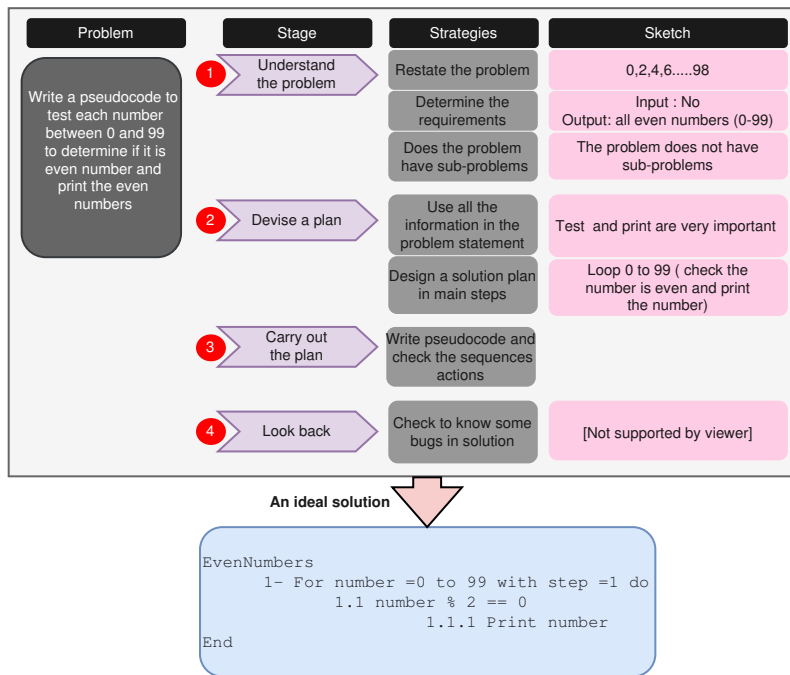 Problem
Stage
Strategies
Sketch
Write a pseudocode to
test each number
between 0 and 99
to determine if it is
even number and
print the even
numbers
1
Understand
the problem
Restate the problem
0,2,4,6.....98
Determine the
requirements
Input : No
Output: all even numbers (0-99)
Does the problem
have sub-problems
The problem does not have
sub-problems
2
Devise a plan
Use all the
information in the
problem statement
Test and print are very important
Design a solution plan
in main steps
Loop 0 to 99 ( check the
number is even and print
the number)
3
Carry out
the plan
Write pseudocode and
check the sequences
actions
4
Look back
Check to know some
bugs in solution
[Not supported by viewer]
An ideal solution
EvenNumbers
1- For number =0 to 99 with step =1 do
1.1 number % 2 == 0
1.1.1 Print number
End